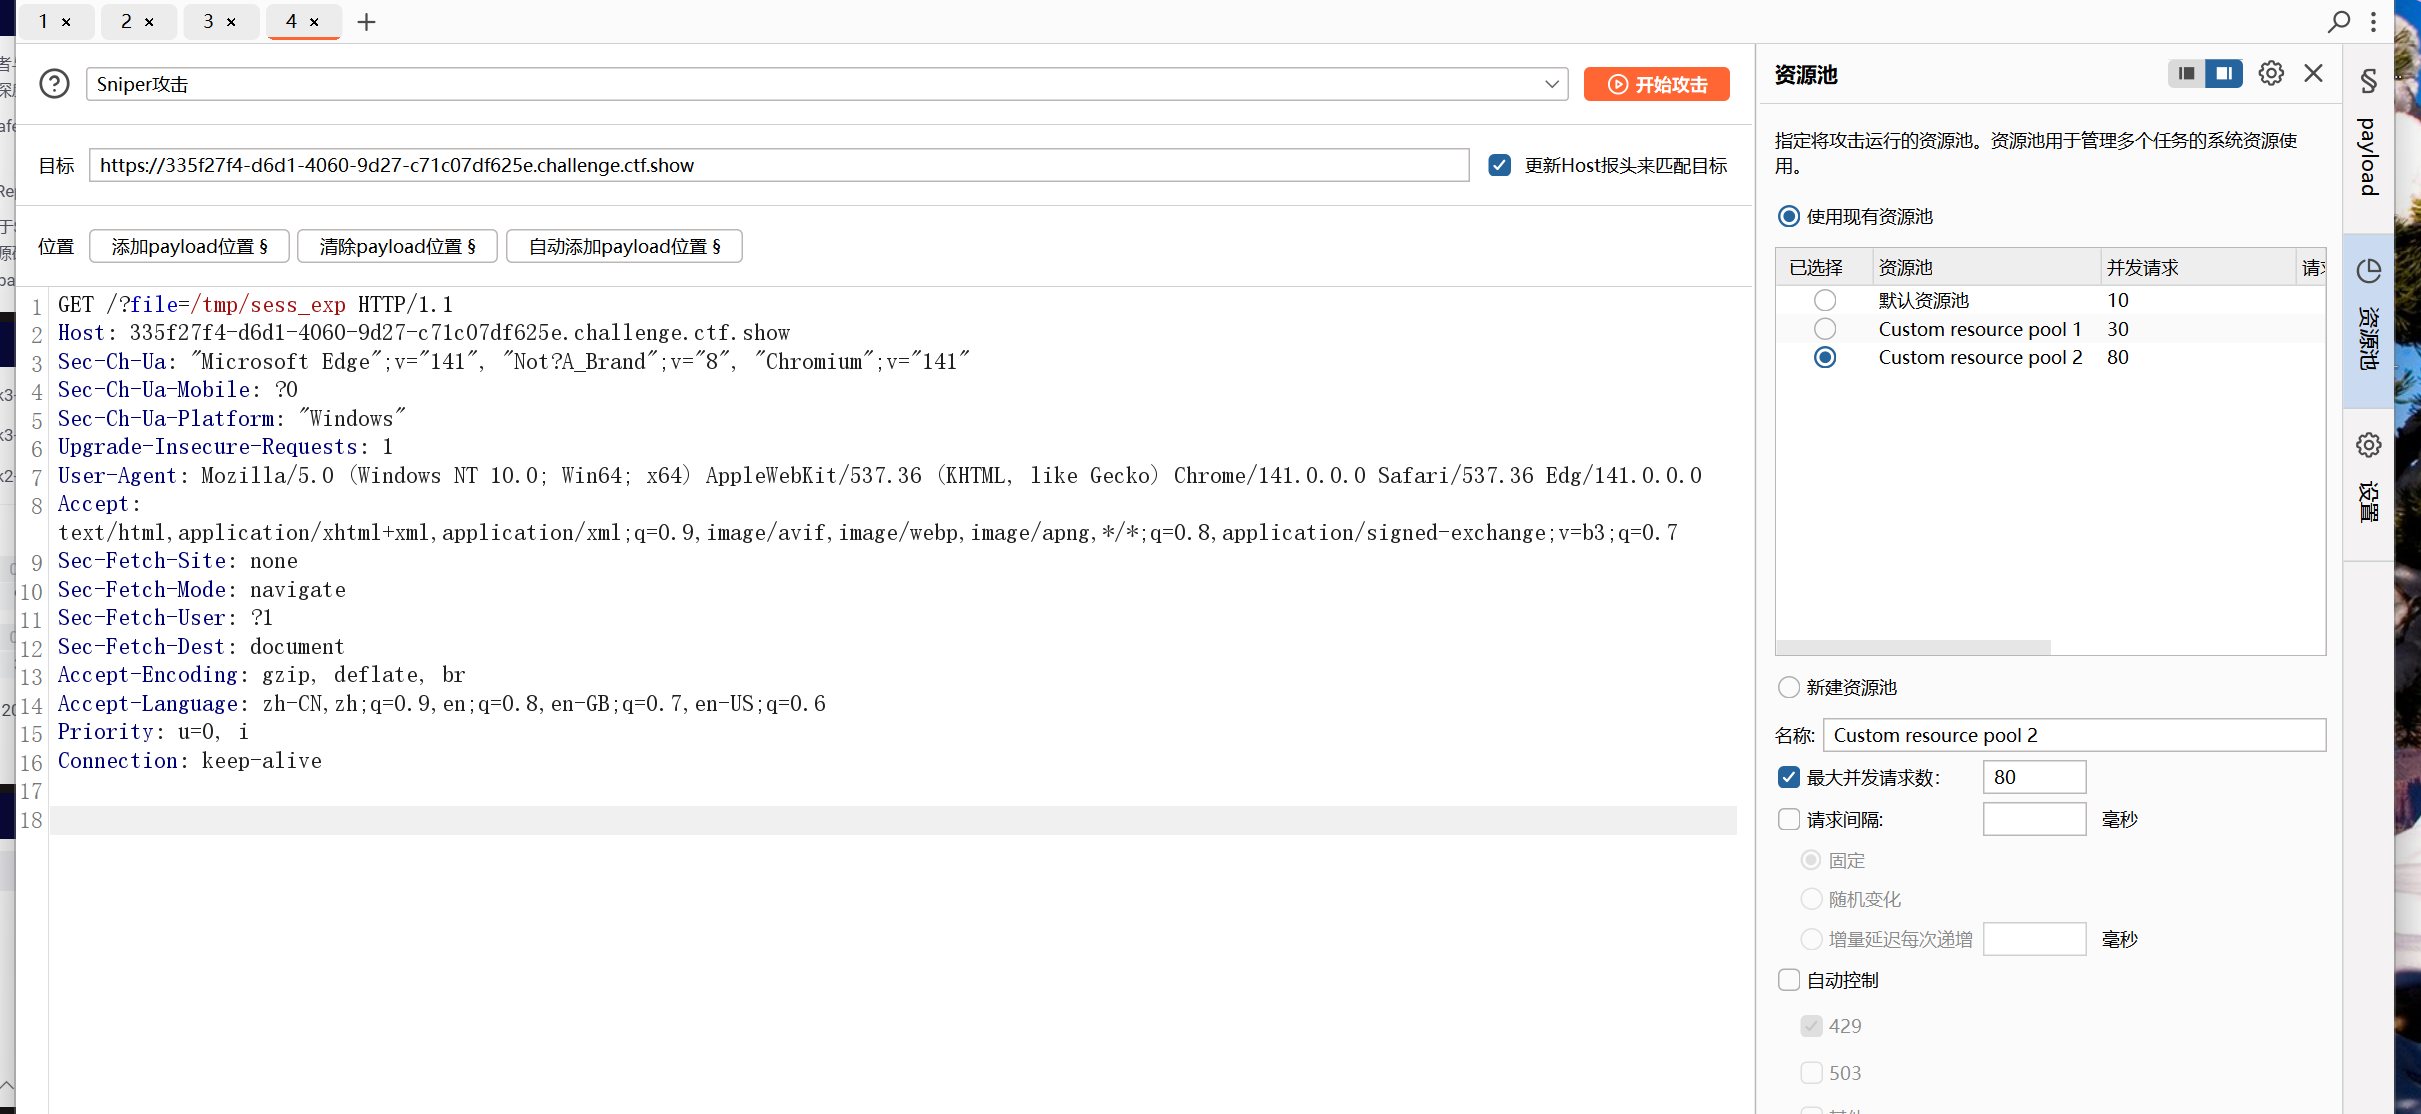 1 × 2 × 3 × 4 × +
Sniper攻击
开始攻击
目标 https://335f27f4-d6d1-4060-9d27-c71c07df625e.challenge.ctf.show
更新Host报头来匹配目标
位置 添加payload位置 § 清除payload位置 § 自动添加payload位置 §
1 GET /?file=/tmp/sess_exp HTTP/1.1
2 Host: 335f27f4-d6d1-4060-9d27-c71c07df625e.challenge.ctf.show
3 Sec-Ch-Ua: "Microsoft Edge";v="141", "Not?A_Brand";v="8", "Chromium";v="141"
4 Sec-Ch-Ua-Mobile: ?0
5 Sec-Ch-Ua-Platform: "Windows"
6 Upgrade-Insecure-Requests: 1
7 User-Agent: Mozilla/5.0 (Windows NT 10.0; Win64; x64) AppleWebKit/537.36 (KHTML, like Gecko) Chrome/141.0.0.0 Safari/537.36 Edg/141.0.0.0
8 Accept:
text/html,application/xhtml+xml,application/xml;q=0.9,image/avif,image/webp,image/apng,*/*;q=0.8,application/signed-exchange;v=b3;q=0.7
9 Sec-Fetch-Site: none
10 Sec-Fetch-Mode: navigate
11 Sec-Fetch-User: ?1
12 Sec-Fetch-Dest: document
13 Accept-Encoding: gzip, deflate, br
14 Accept-Language: zh-CN,zh;q=0.9,en;q=0.8,en-GB;q=0.7,en-US;q=0.6
15 Priority: u=0, i
16 Connection: keep-alive
17
18
资源池
指定将攻击运行的资源池。资源池用于管理多个任务的系统资源使
用。
使用现有资源池
已选择 资源池 并发请求
默认资源池 10
Custom resource pool 1 30
Custom resource pool 2 80
新建资源池
名称: Custom resource pool 2
最大并发请求数: 80
请求间隔: 毫秒
固定
随机变化
增量延迟每次递增 毫秒
自动控制
429
503
§ payload
资源池
设置